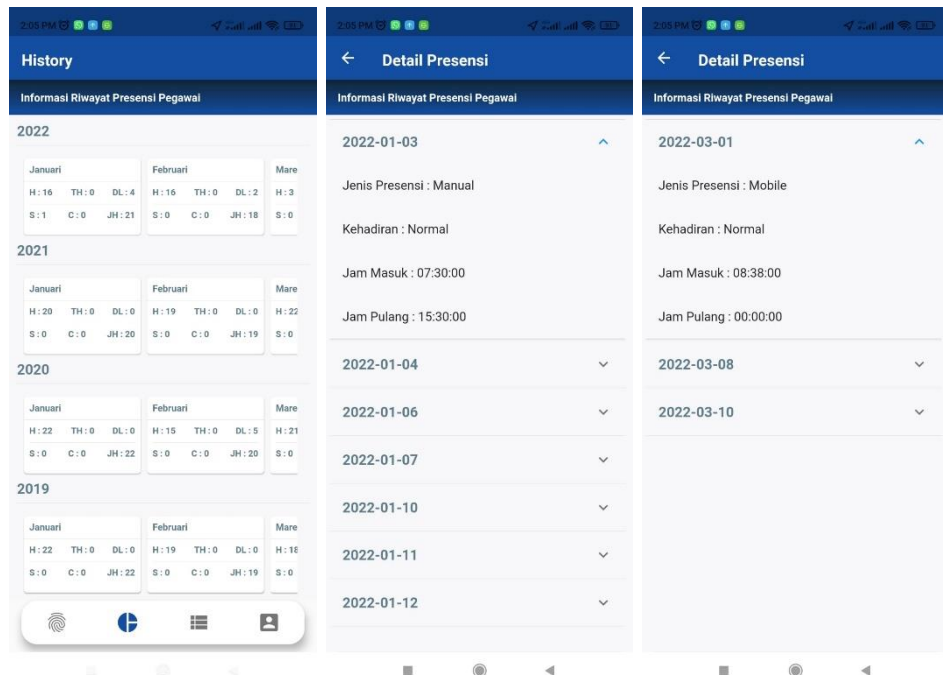 2:05 PM
History
Informasi Riwayat Presensi Pegawai
2022
Januari
H : 16 TH : 0 DL : 4
S : 1 C : 0 JH : 21
Februari
H : 16 TH : 0 DL : 2
S : 0 C : 0 JH : 18
Mare
H : 3
S : 0
2021
Januari
H : 20 TH : 0 DL : 0
S : 0 C : 0 JH : 20
Februari
H : 19 TH : 0 DL : 0
S : 0 C : 0 JH : 19
Mare
H : 22
S : 0
2020
Januari
H : 22 TH : 0 DL : 0
S : 0 C : 0 JH : 22
Februari
H : 15 TH : 0 DL : 5
S : 0 C : 0 JH : 20
Mare
H : 21
S : 0
2019
Januari
H : 22 TH : 0 DL : 0
S : 0 C : 0 JH : 22
Februari
H : 19 TH : 0 DL : 0
S : 0 C : 0 JH : 19
Mare
H : 18
S : 0
2:05 PM
Detail Presensi
Informasi Riwayat Presensi Pegawai
2022-01-03
Jenis Presensi : Manual
Kehadiran : Normal
Jam Masuk : 07:30:00
Jam Pulang : 15:30:00
2022-01-04
2022-01-06
2022-01-07
2022-01-10
2022-01-11
2022-01-12
2:05 PM
Detail Presensi
Informasi Riwayat Presensi Pegawai
2022-03-01
Jenis Presensi : Mobile
Kehadiran : Normal
Jam Masuk : 08:38:00
Jam Pulang : 00:00:00
2022-03-08
2022-03-10